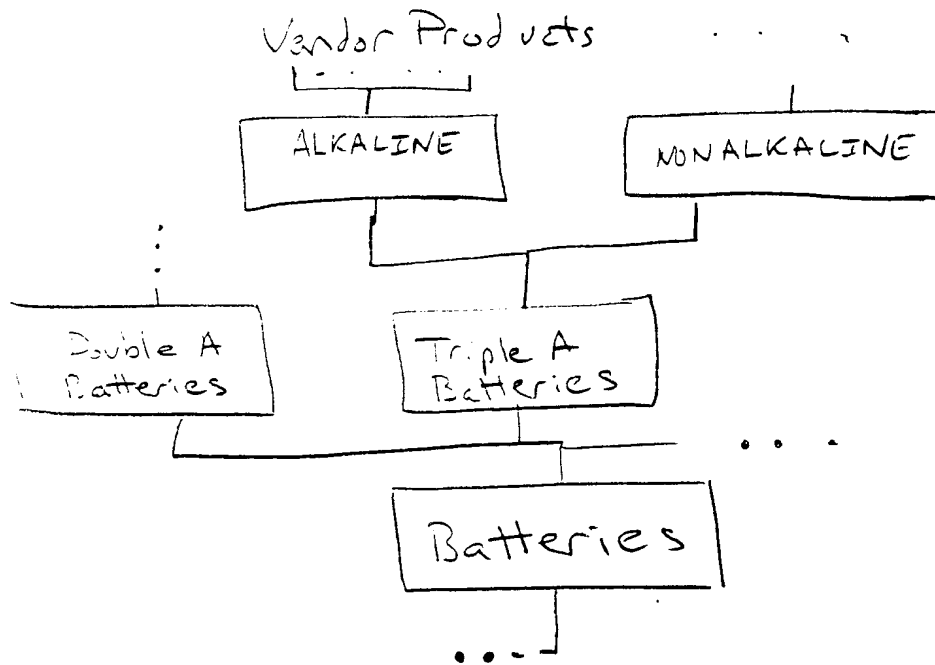 Vendor Products
ALKALINE
NONALKALINE
Double A
Batteries
Triple A
Batteries
Batteries